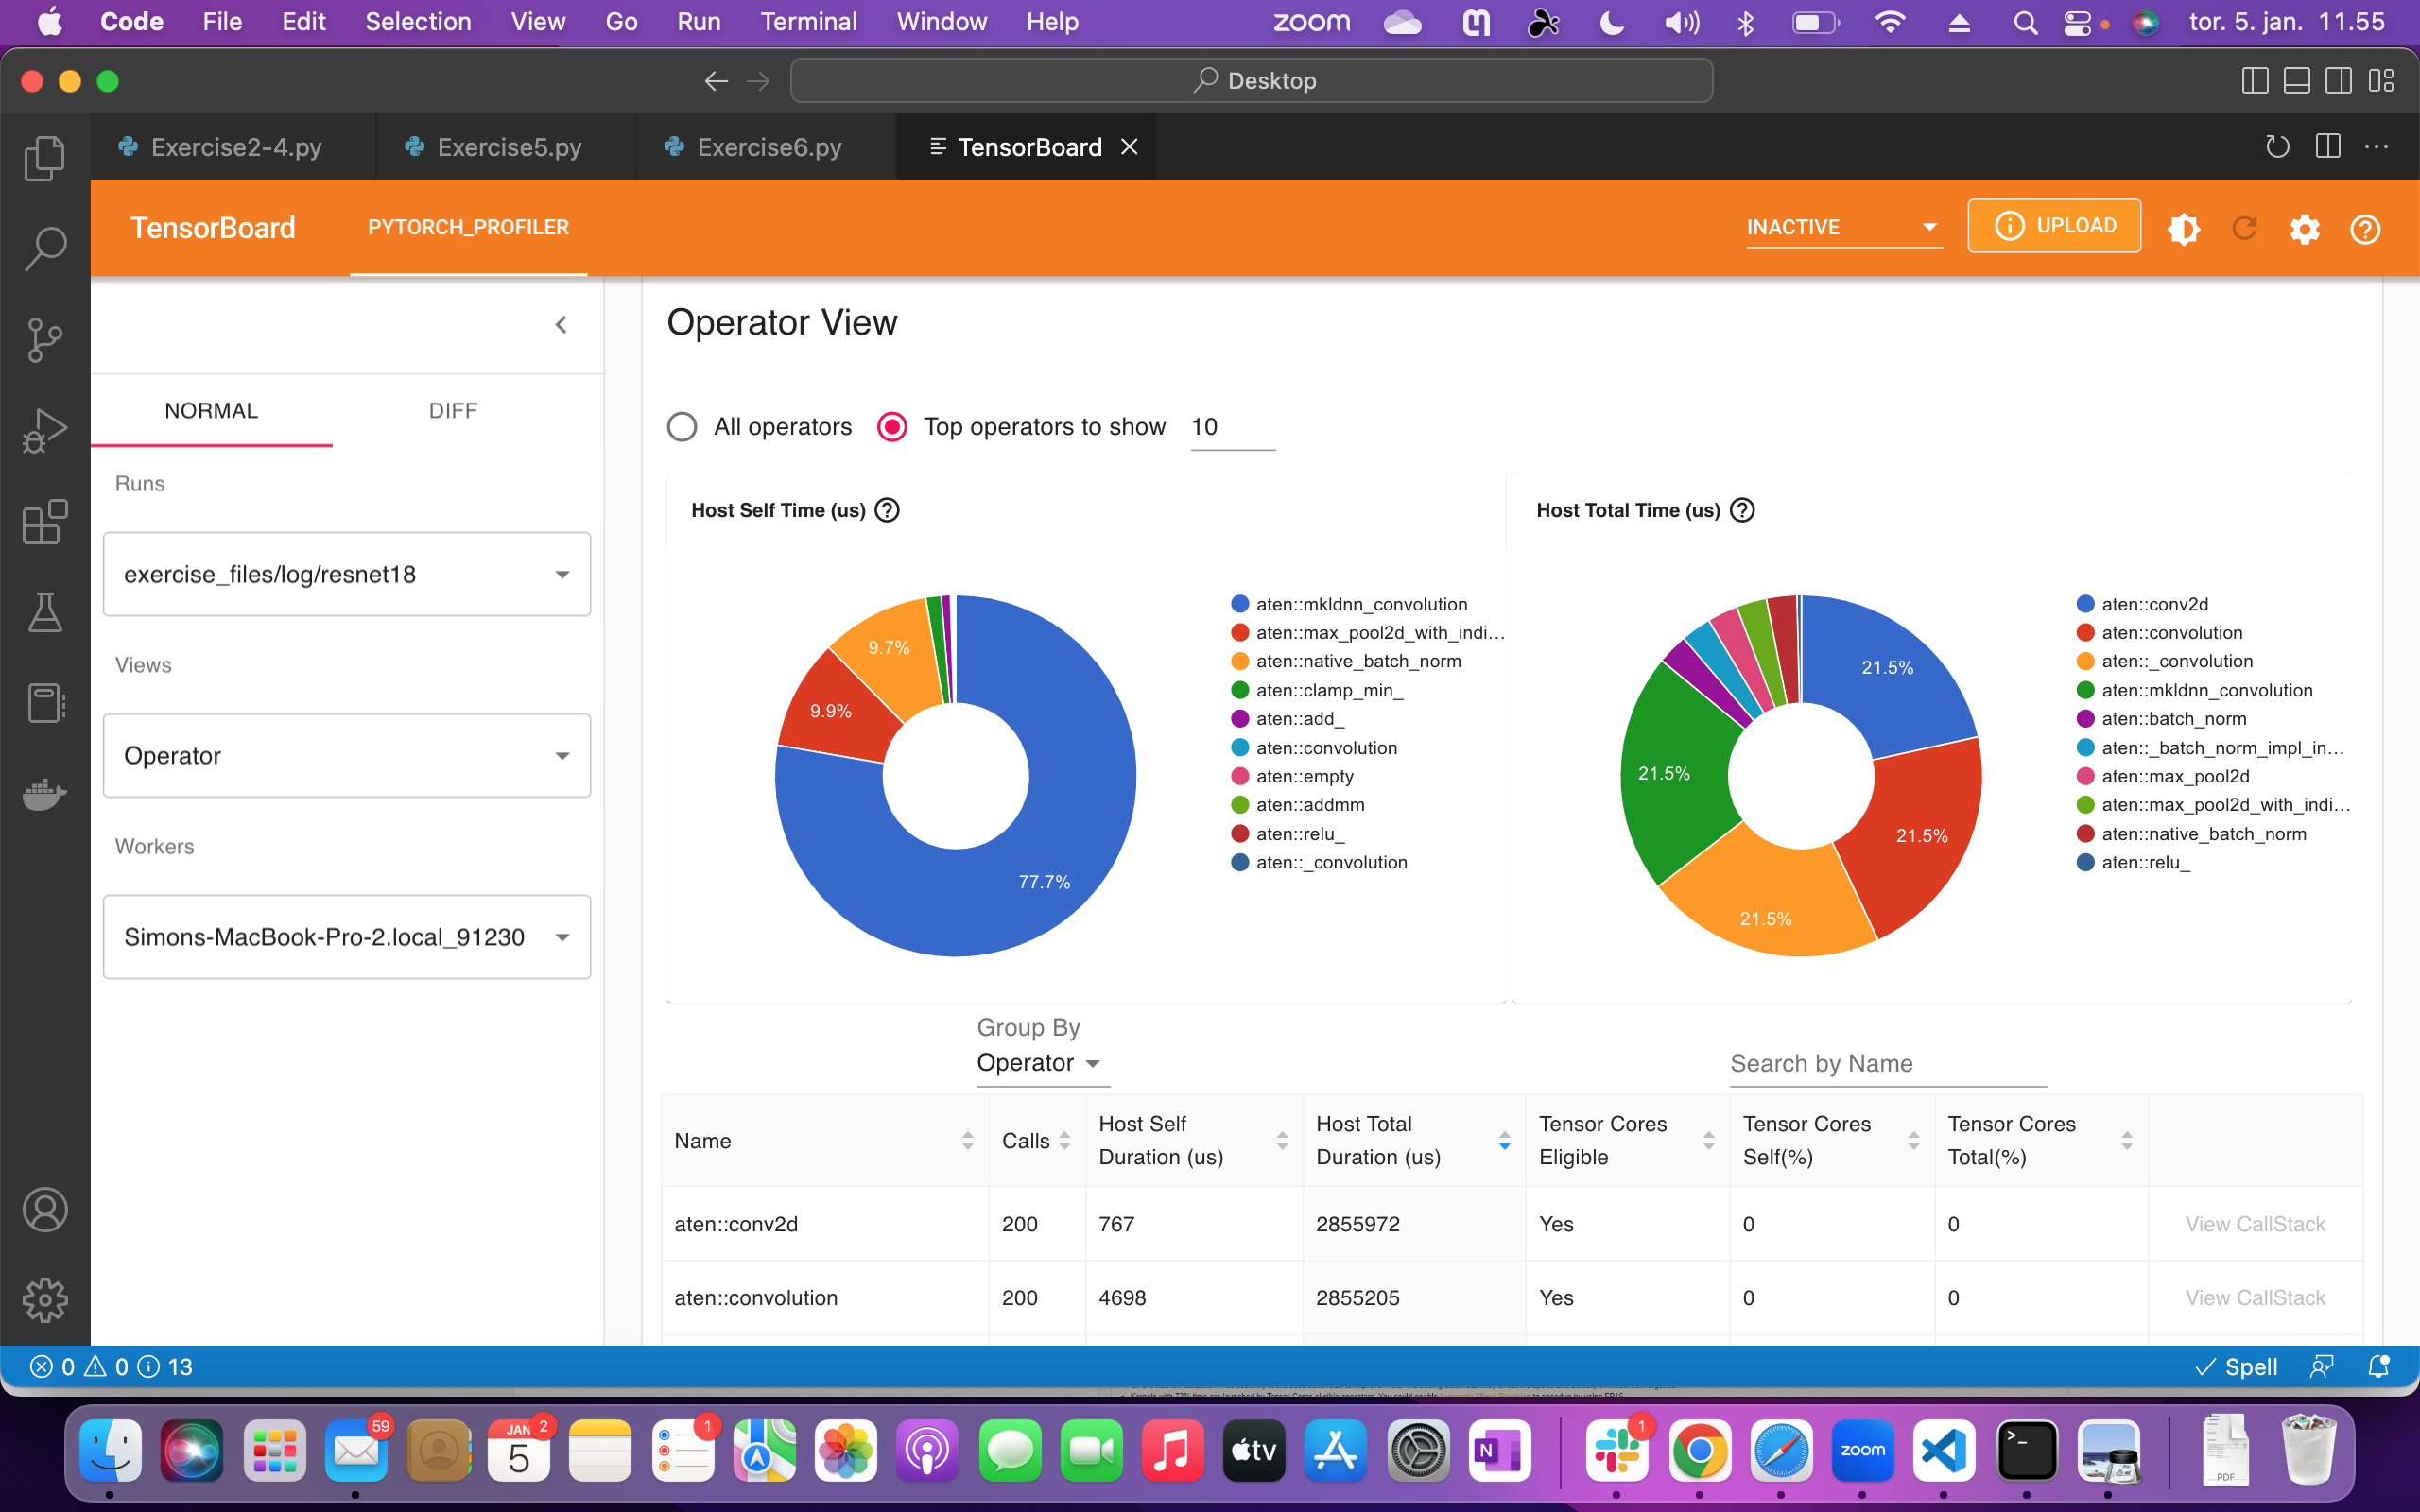 Code File Edit Selection View Go Run Terminal Window Help zoom tor. 5. jan. 11.55
Desktop
Exercise2-4.py Exercise5.py Exercise6.py TensorBoard
TensorBoard PYTORCH_PROFILER INACTIVE UPLOAD
NORMAL DIFF
Runs
exercise_files/log/resnet18
Views
Operator
Workers
Simons-MacBook-Pro-2.local_91230
Operator View
All operators Top operators to show 10
Host Self Time (us)
9.7%
9.9%
77.7%
aten::mkldnn_convolution
aten::max_pool2d_with_indi...
aten::native_batch_norm
aten::clamp_min_
aten::add_
aten::convolution
aten::empty
aten::addmm
aten::relu_
aten::_convolution
Host Total Time (us)
21.5%
21.5%
21.5%
21.5%
aten::conv2d
aten::convolution
aten::_convolution
aten::mkldnn_convolution
aten::batch_norm
aten::_batch_norm_impl_in...
aten::max_pool2d
aten::max_pool2d_with_indi...
aten::native_batch_norm
aten::relu_
Group By
Operator
Search by Name
Name Calls Host Self Duration (us) Host Total Duration (us) Tensor Cores Eligible Tensor Cores Self(%) Tensor Cores Total(%)
aten::conv2d 200 767 2855972 Yes 0 0 View CallStack
aten::convolution 200 4698 2855205 Yes 0 0 View CallStack
0 0 13 Spell
59 JAN 5 2 1 tv N 1 zoom >_ PDF